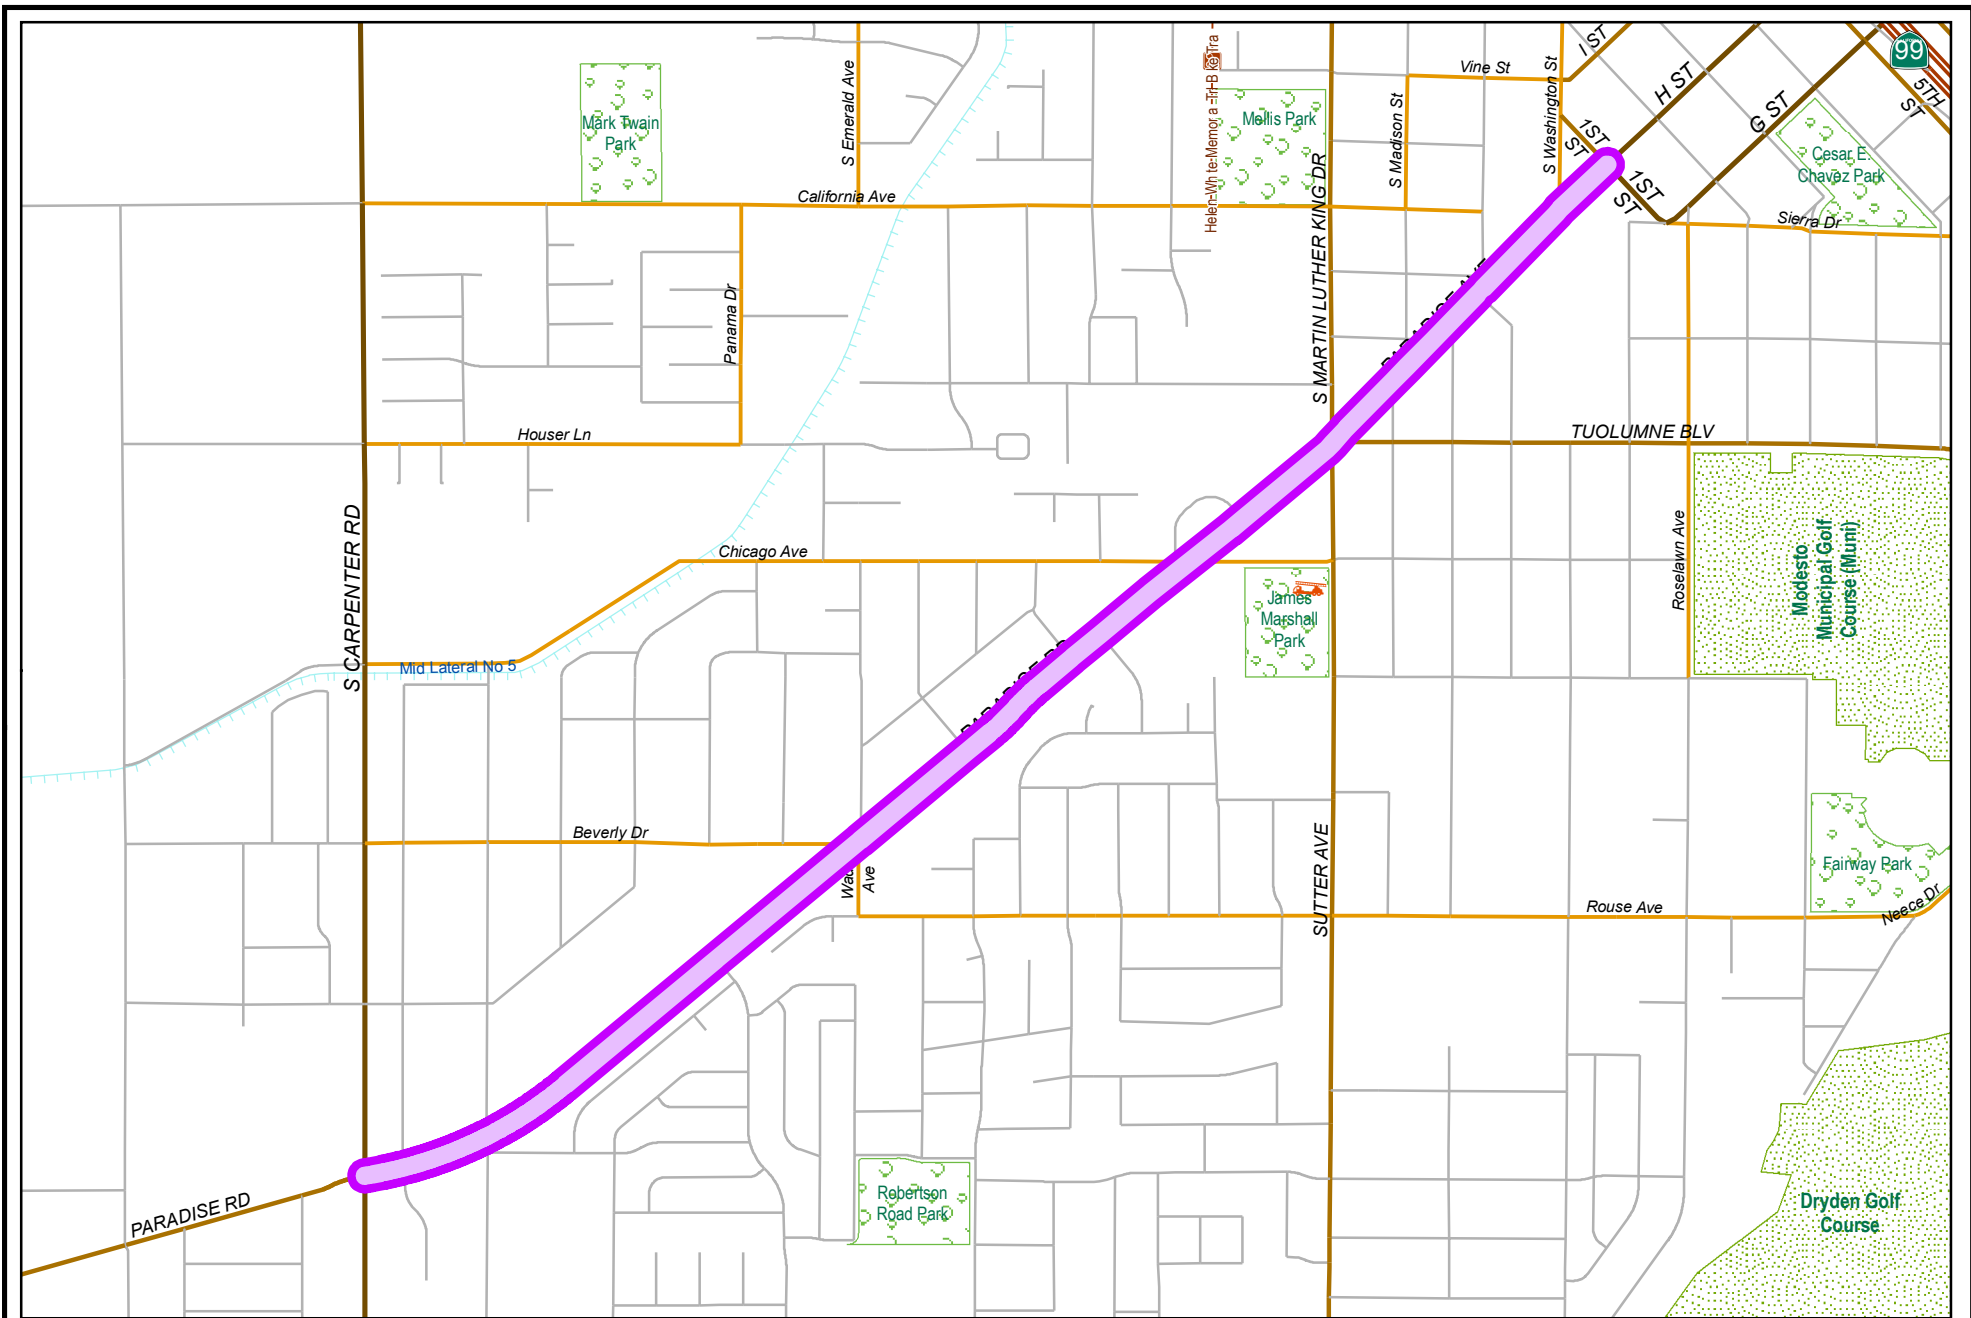 99
5TH
ST
I ST
H ST
G ST
Vine St
S Washington St
S Madison St
S Emerald Ave
Mark Twain
Park
Mellis Park
1ST
ST
1ST
ST
Cesar E.
Chavez Park
Sierra Dr
California Ave
S MARTIN LUTHER KING DR
Panama Dr
Houser Ln
TUOLUMNE BLV
S CARPENTER RD
Chicago Ave
Roselawn Ave
Modesto
Municipal Golf
Course (Muni)
James
Marshall
Park
Mid Lateral No 5
Beverly Dr
Ave
SUTTER AVE
Fairway Park
Rouse Ave
Neece Dr
Robertson
Road Park
PARADISE RD
Dryden Golf
Course